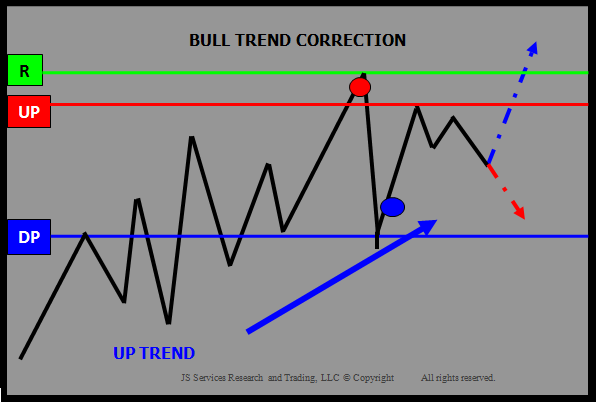 BULL TREND CORRECTION
R
UP
DP
UP TREND
JS Services Research and Trading, LLC © Copyright All rights reserved.